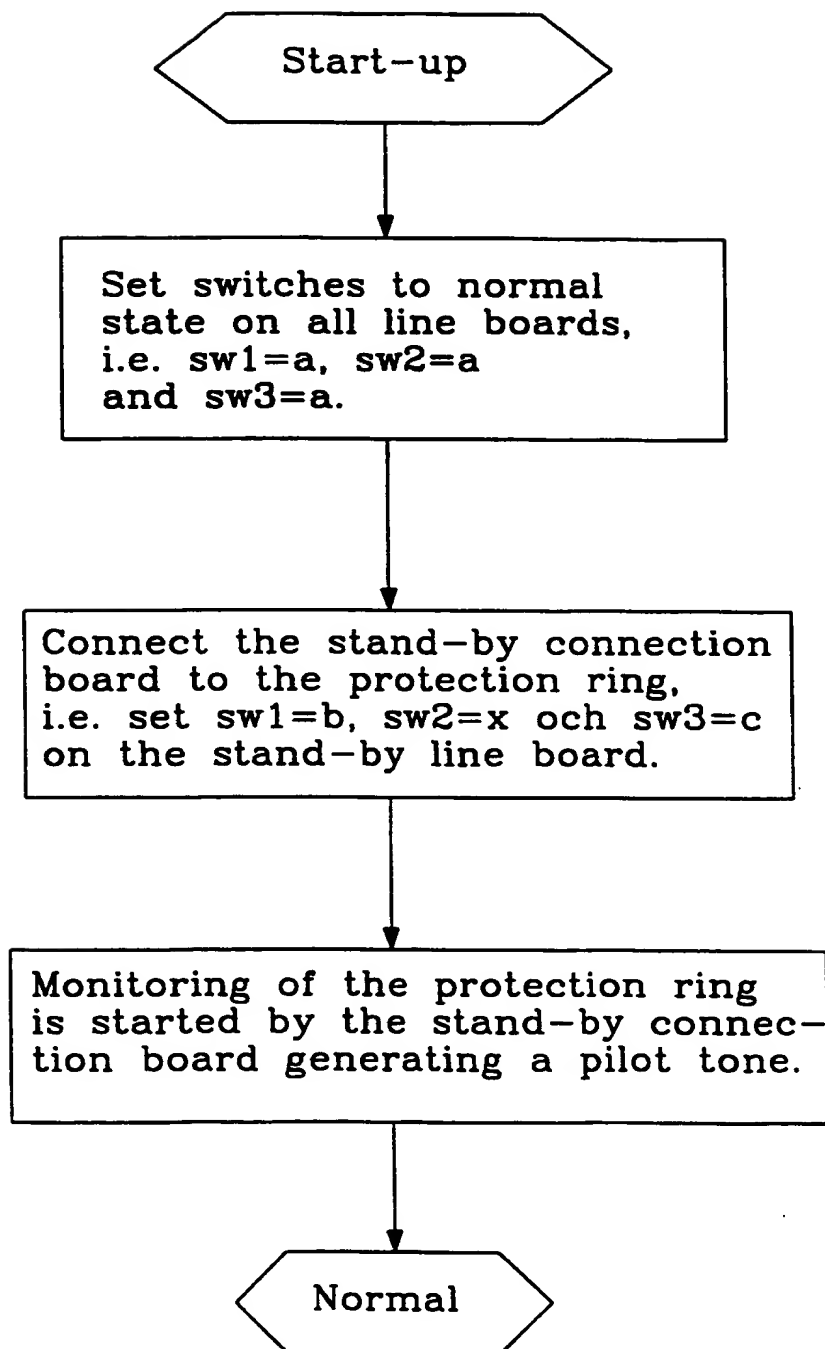 Start-up
Set switches to normal
state on all line boards,
i.e. sw1=a, sw2=a
and sw3=a.
Connect the stand-by connection
board to the protection ring,
i.e. set sw1=b, sw2=x och sw3=c
on the stand-by line board.
Monitoring of the protection ring
is started by the stand-by connec-
tion board generating a pilot tone.
Normal